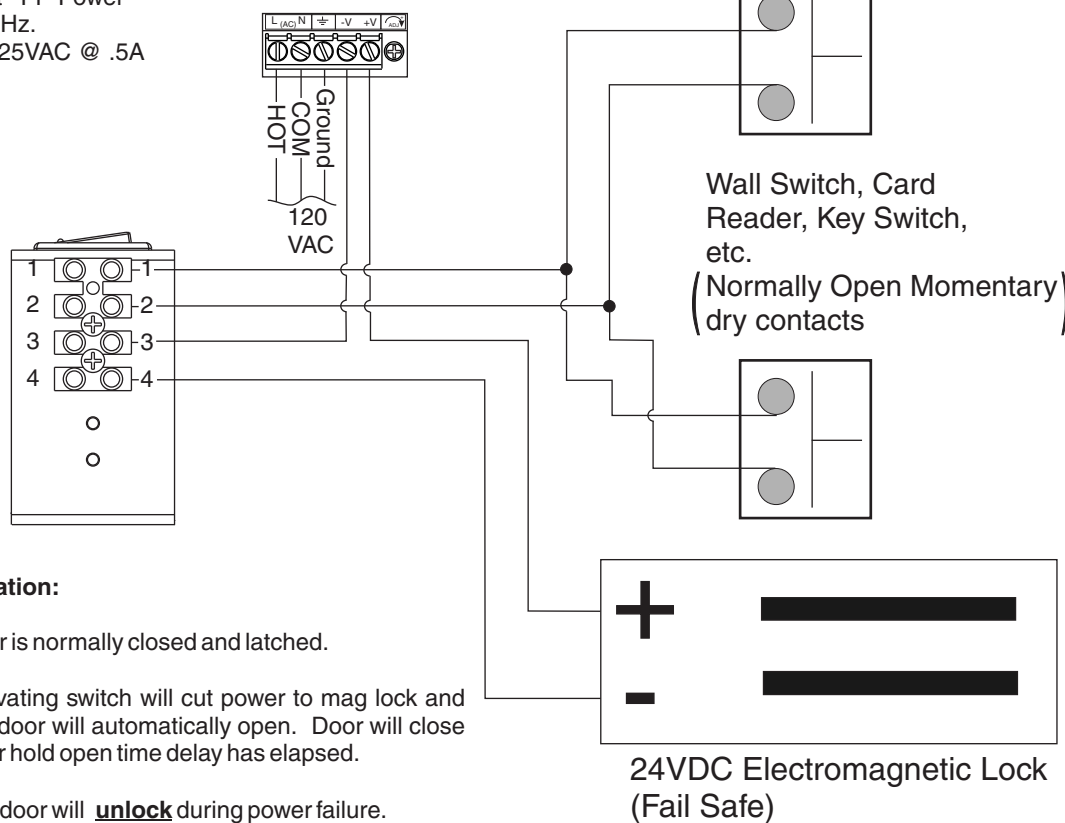 Power
Hz.
25VAC @ .5A
L (AC) N -V +V ADJ
HOT
COM
Ground
120
VAC
Wall Switch, Card
Reader, Key Switch,
etc.
(Normally Open Momentary)
dry contacts
1 1
2 2
3 3
4 4
ation:
r is normally closed and latched.
vating switch will cut power to mag lock and
door will automatically open. Door will close
r hold open time delay has elapsed.
door will unlock during power failure.
+
-
24VDC Electromagnetic Lock
(Fail Safe)